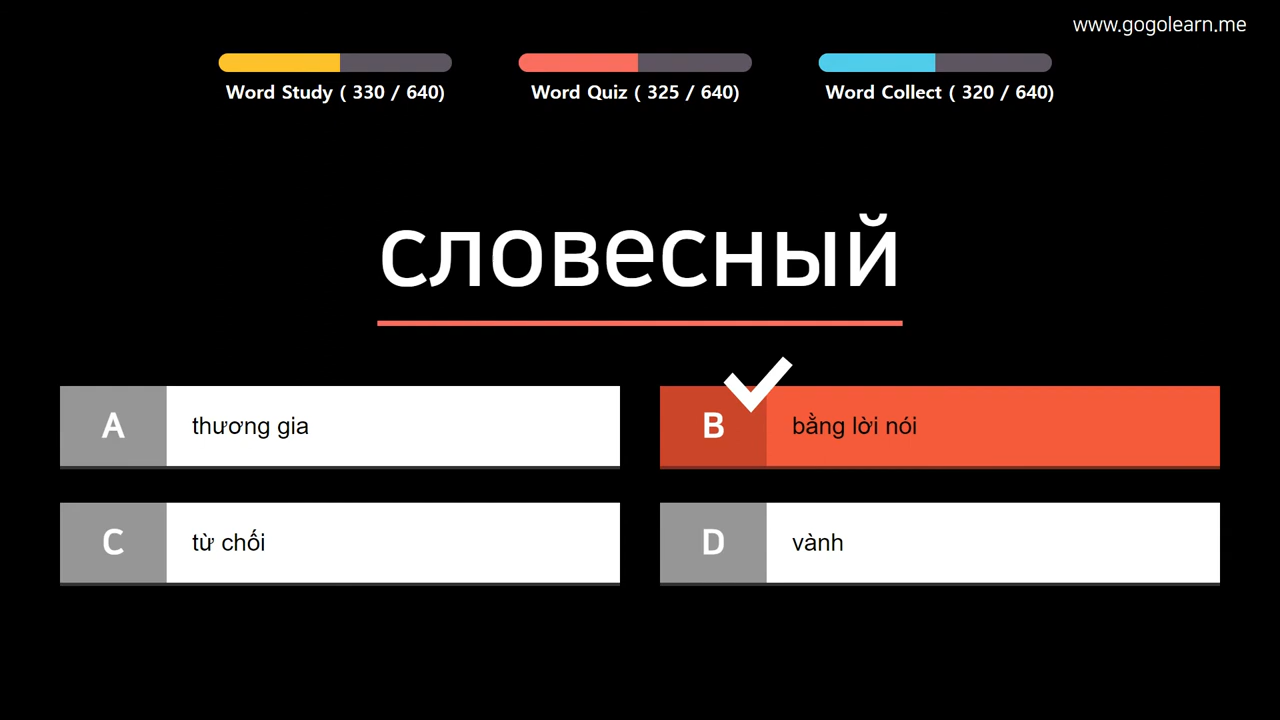 www.gogolearn.me
Word Study ( 330 / 640)
Word Quiz ( 325 / 640)
Word Collect ( 320 / 640)
словесный
A thương gia
B bằng lời nói
C từ chối
D vành